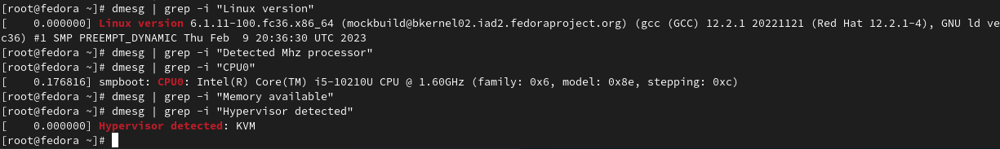 [root@fedora ~]# dmesg | grep -i "Linux version"
[    0.000000] Linux version 6.1.11-100.fc36.x86_64 (mockbuild@bkernel02.iad2.fedoraproject.org) (gcc (GCC) 12.2.1 20221121 (Red Hat 12.2.1-4), GNU ld ve
c36) #1 SMP PREEMPT_DYNAMIC Thu Feb  9 20:36:30 UTC 2023
[root@fedora ~]# dmesg | grep -i "Detected Mhz processor"
[root@fedora ~]# dmesg | grep -i "CPU0"
[    0.176816] smpboot: CPU0: Intel(R) Core(TM) i5-10210U CPU @ 1.60GHz (family: 0x6, model: 0x8e, stepping: 0xc)
[root@fedora ~]# dmesg | grep -i "Memory available"
[root@fedora ~]# dmesg | grep -i "Hypervisor detected"
[    0.000000] Hypervisor detected: KVM
[root@fedora ~]#